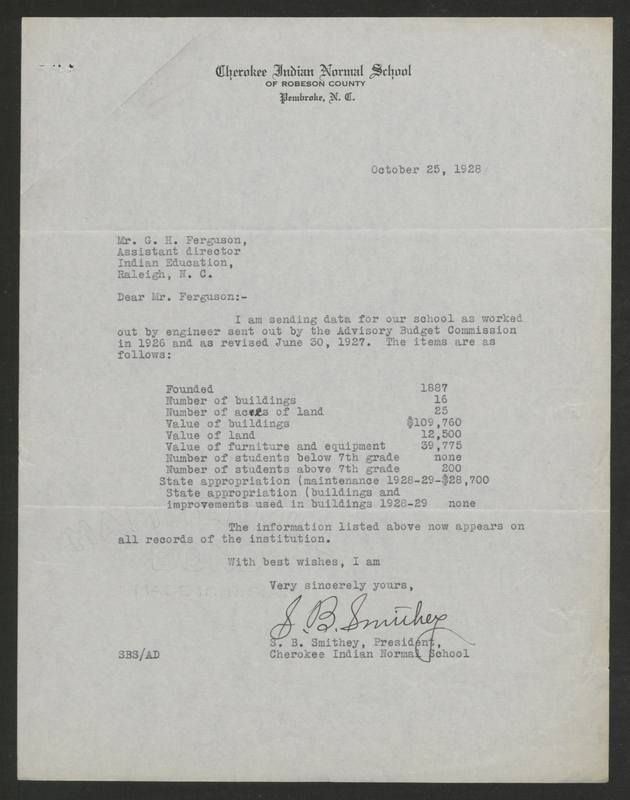 Cherokee Indian Normal School
OF ROBESON COUNTY
Pembroke, N. C.
October 25, 1928
Mr. G. H. Ferguson,
Assistant director
Indian Education,
Raleigh, N. C.
Dear Mr. Ferguson:-
I am sending data for our school as worked
out by engineer sent out by the Advisory Budget Commission
in 1926 and as revised June 30, 1927. The items are as
follows:
Founded 1887
Number of buildings 16
Number of acres of land 25
Value of buildings $109,760
Value of land 12,500
Value of furniture and equipment 39,775
Number of students below 7th grade none
Number of students above 7th grade 200
State appropriation (maintenance 1928-29-$28,700
State appropriation (buildings and
improvements used in buildings 1928-29 none
The information listed above now appears on
all records of the institution.
With best wishes, I am
Very sincerely yours,
S. B. Smithey
S. B. Smithey, President,
SBS/AD Cherokee Indian Normal School